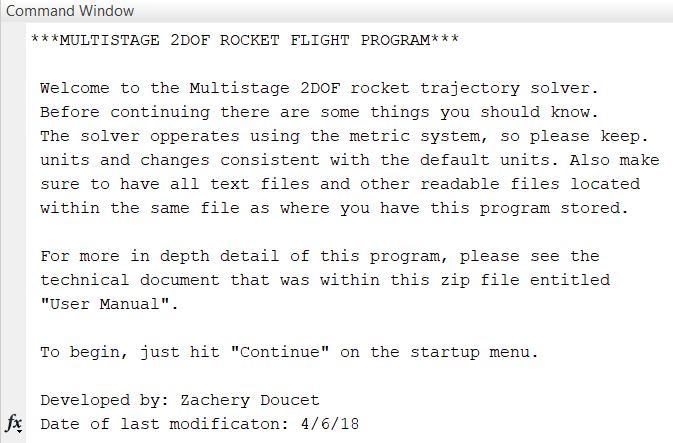 Command Window
***MULTISTAGE 2DOF ROCKET FLIGHT PROGRAM***
Welcome to the Multistage 2DOF rocket trajectory solver.
Before continuing there are some things you should know.
The solver opperates using the metric system, so please keep.
units and changes consistent with the default units. Also make
sure to have all text files and other readable files located
within the same file as where you have this program stored.
For more in depth detail of this program, please see the
technical document that was within this zip file entitled
"User Manual".
To begin, just hit "Continue" on the startup menu.
Developed by: Zachery Doucet
fx Date of last modificaton: 4/6/18